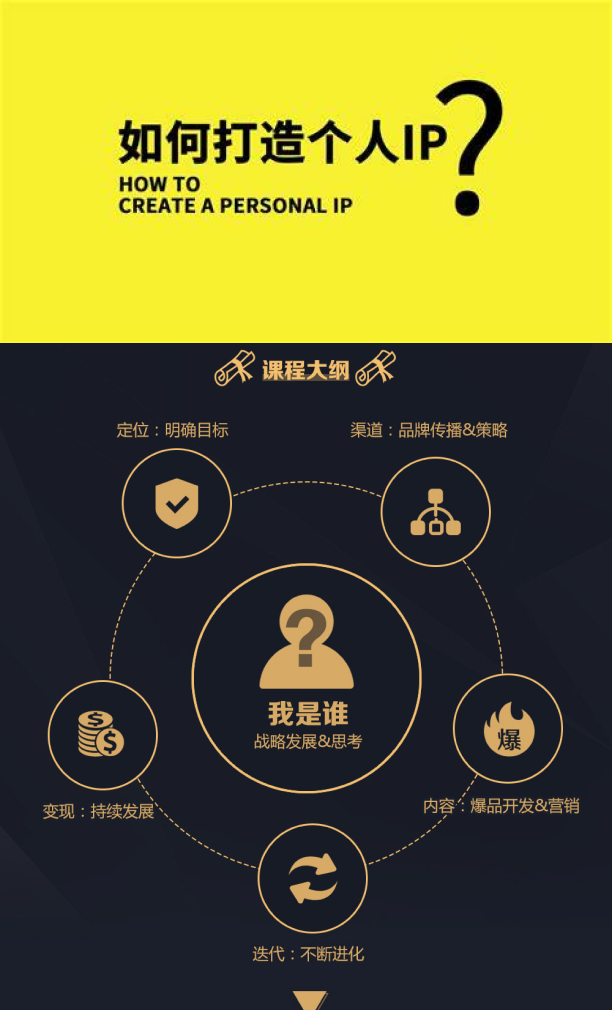 如何打造个人IP?
HOW TO
CREATE A PERSONAL IP
课程大纲
定位：明确目标
渠道：品牌传播&策略
?
我是谁
战略发展&思考
爆
变现：持续发展
内容：爆品开发&营销
迭代：不断进化